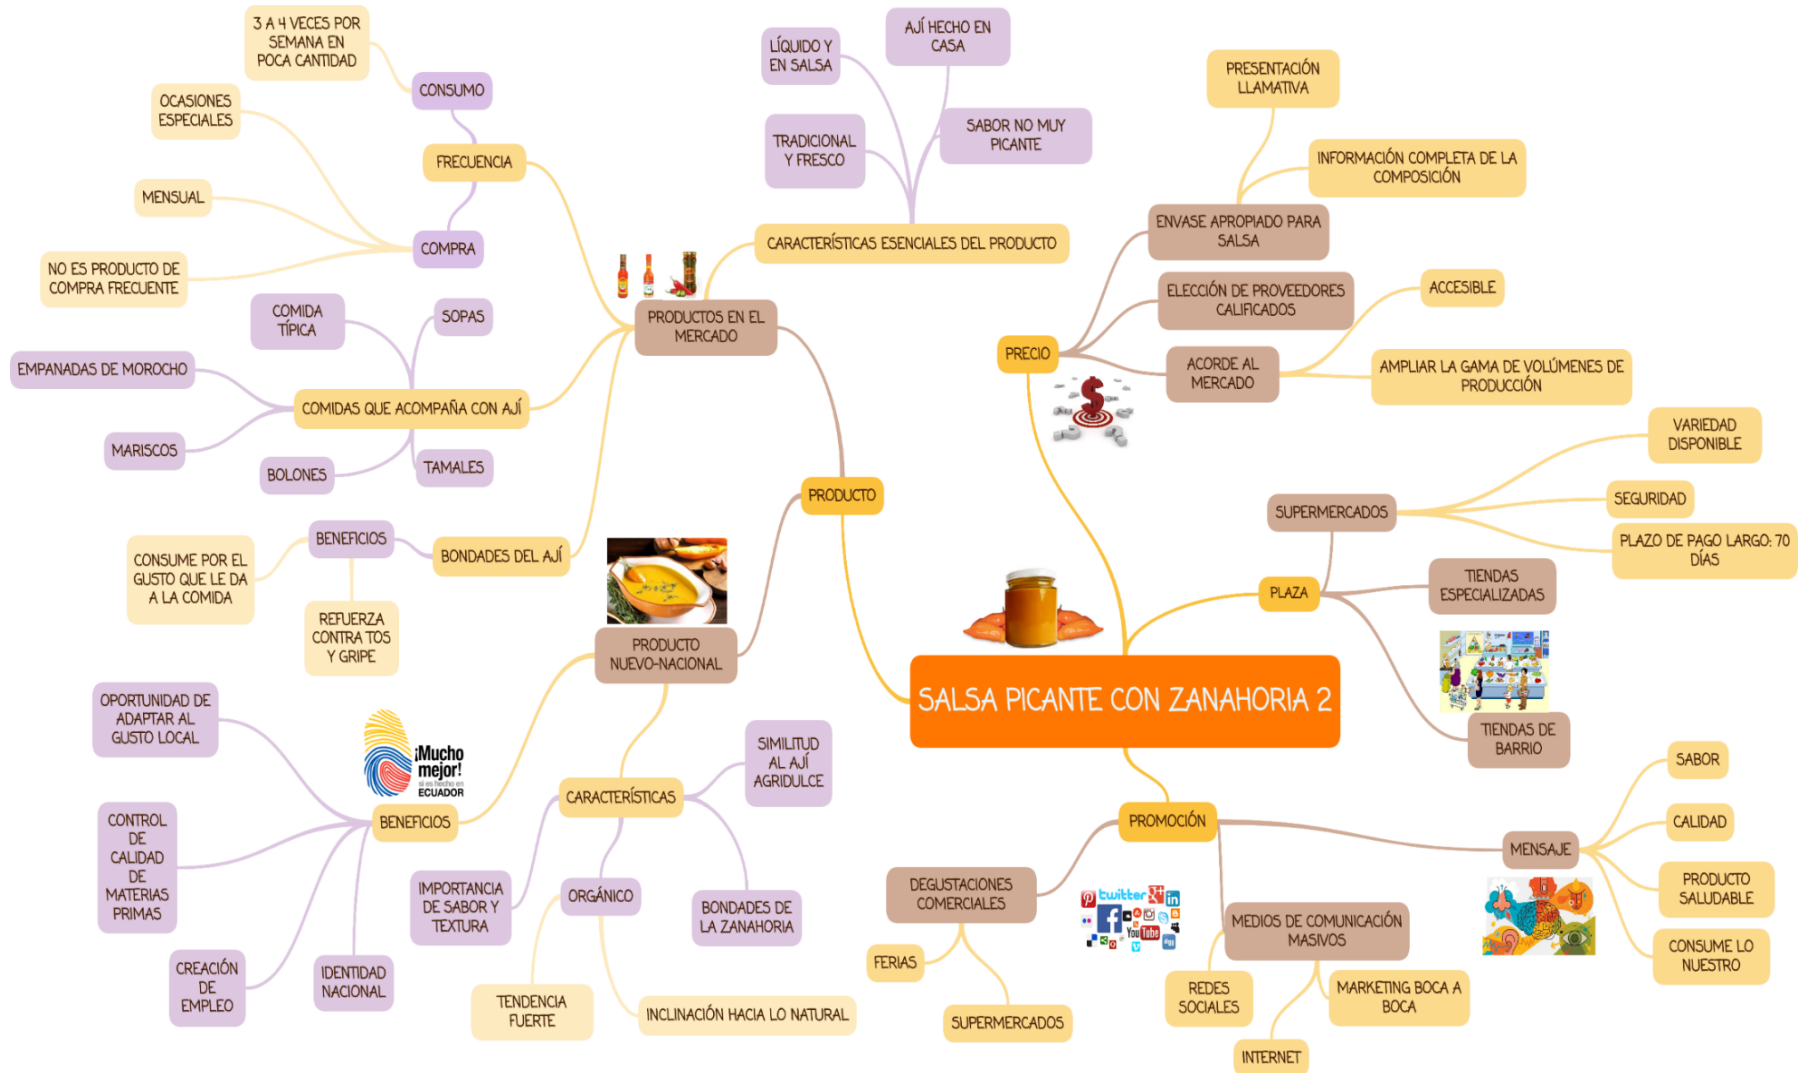 SALSA PICANTE CON ZANAHORIA 2
PRODUCTO
PRODUCTOS EN EL
MERCADO
FRECUENCIA
CONSUMO
3 A 4 VECES POR
SEMANA EN
POCA CANTIDAD
COMPRA
OCASIONES
ESPECIALES
MENSUAL
NO ES PRODUCTO DE
COMPRA FRECUENTE
CARACTERÍSTICAS ESENCIALES DEL PRODUCTO
LÍQUIDO Y
EN SALSA
AJÍ HECHO EN
CASA
TRADICIONAL
Y FRESCO
SABOR NO MUY
PICANTE
COMIDAS QUE ACOMPAÑA CON AJÍ
COMIDA
TÍPICA
SOPAS
EMPANADAS DE MOROCHO
MARISCOS
BOLONES
TAMALES
BONDADES DEL AJÍ
BENEFICIOS
CONSUME POR EL
GUSTO QUE LE DA
A LA COMIDA
REFUERZA
CONTRA TOS
Y GRIPE
PRODUCTO
NUEVO-NACIONAL
BENEFICIOS
¡Mucho
mejor!
si es hecho en
ECUADOR
OPORTUNIDAD DE
ADAPTAR AL
GUSTO LOCAL
CONTROL
DE
CALIDAD
DE
MATERIAS
PRIMAS
CREACIÓN
DE
EMPLEO
IDENTIDAD
NACIONAL
CARACTERÍSTICAS
SIMILITUD
AL AJÍ
AGRIDULCE
IMPORTANCIA
DE SABOR Y
TEXTURA
ORGÁNICO
BONDADES DE
LA ZANAHORIA
TENDENCIA
FUERTE
INCLINACIÓN HACIA LO NATURAL
PRECIO
ENVASE APROPIADO PARA
SALSA
PRESENTACIÓN
LLAMATIVA
INFORMACIÓN COMPLETA DE LA
COMPOSICIÓN
ELECCIÓN DE PROVEEDORES
CALIFICADOS
ACORDE AL
MERCADO
ACCESIBLE
AMPLIAR LA GAMA DE VOLÚMENES DE
PRODUCCIÓN
PLAZA
SUPERMERCADOS
VARIEDAD
DISPONIBLE
SEGURIDAD
PLAZO DE PAGO LARGO: 70
DÍAS
TIENDAS
ESPECIALIZADAS
TIENDAS DE
BARRIO
PROMOCIÓN
DEGUSTACIONES
COMERCIALES
FERIAS
SUPERMERCADOS
twitter
YouTube
digg
MEDIOS DE COMUNICACIÓN
MASIVOS
REDES
SOCIALES
INTERNET
MARKETING BOCA A
BOCA
MENSAJE
SABOR
CALIDAD
PRODUCTO
SALUDABLE
CONSUME LO
NUESTRO